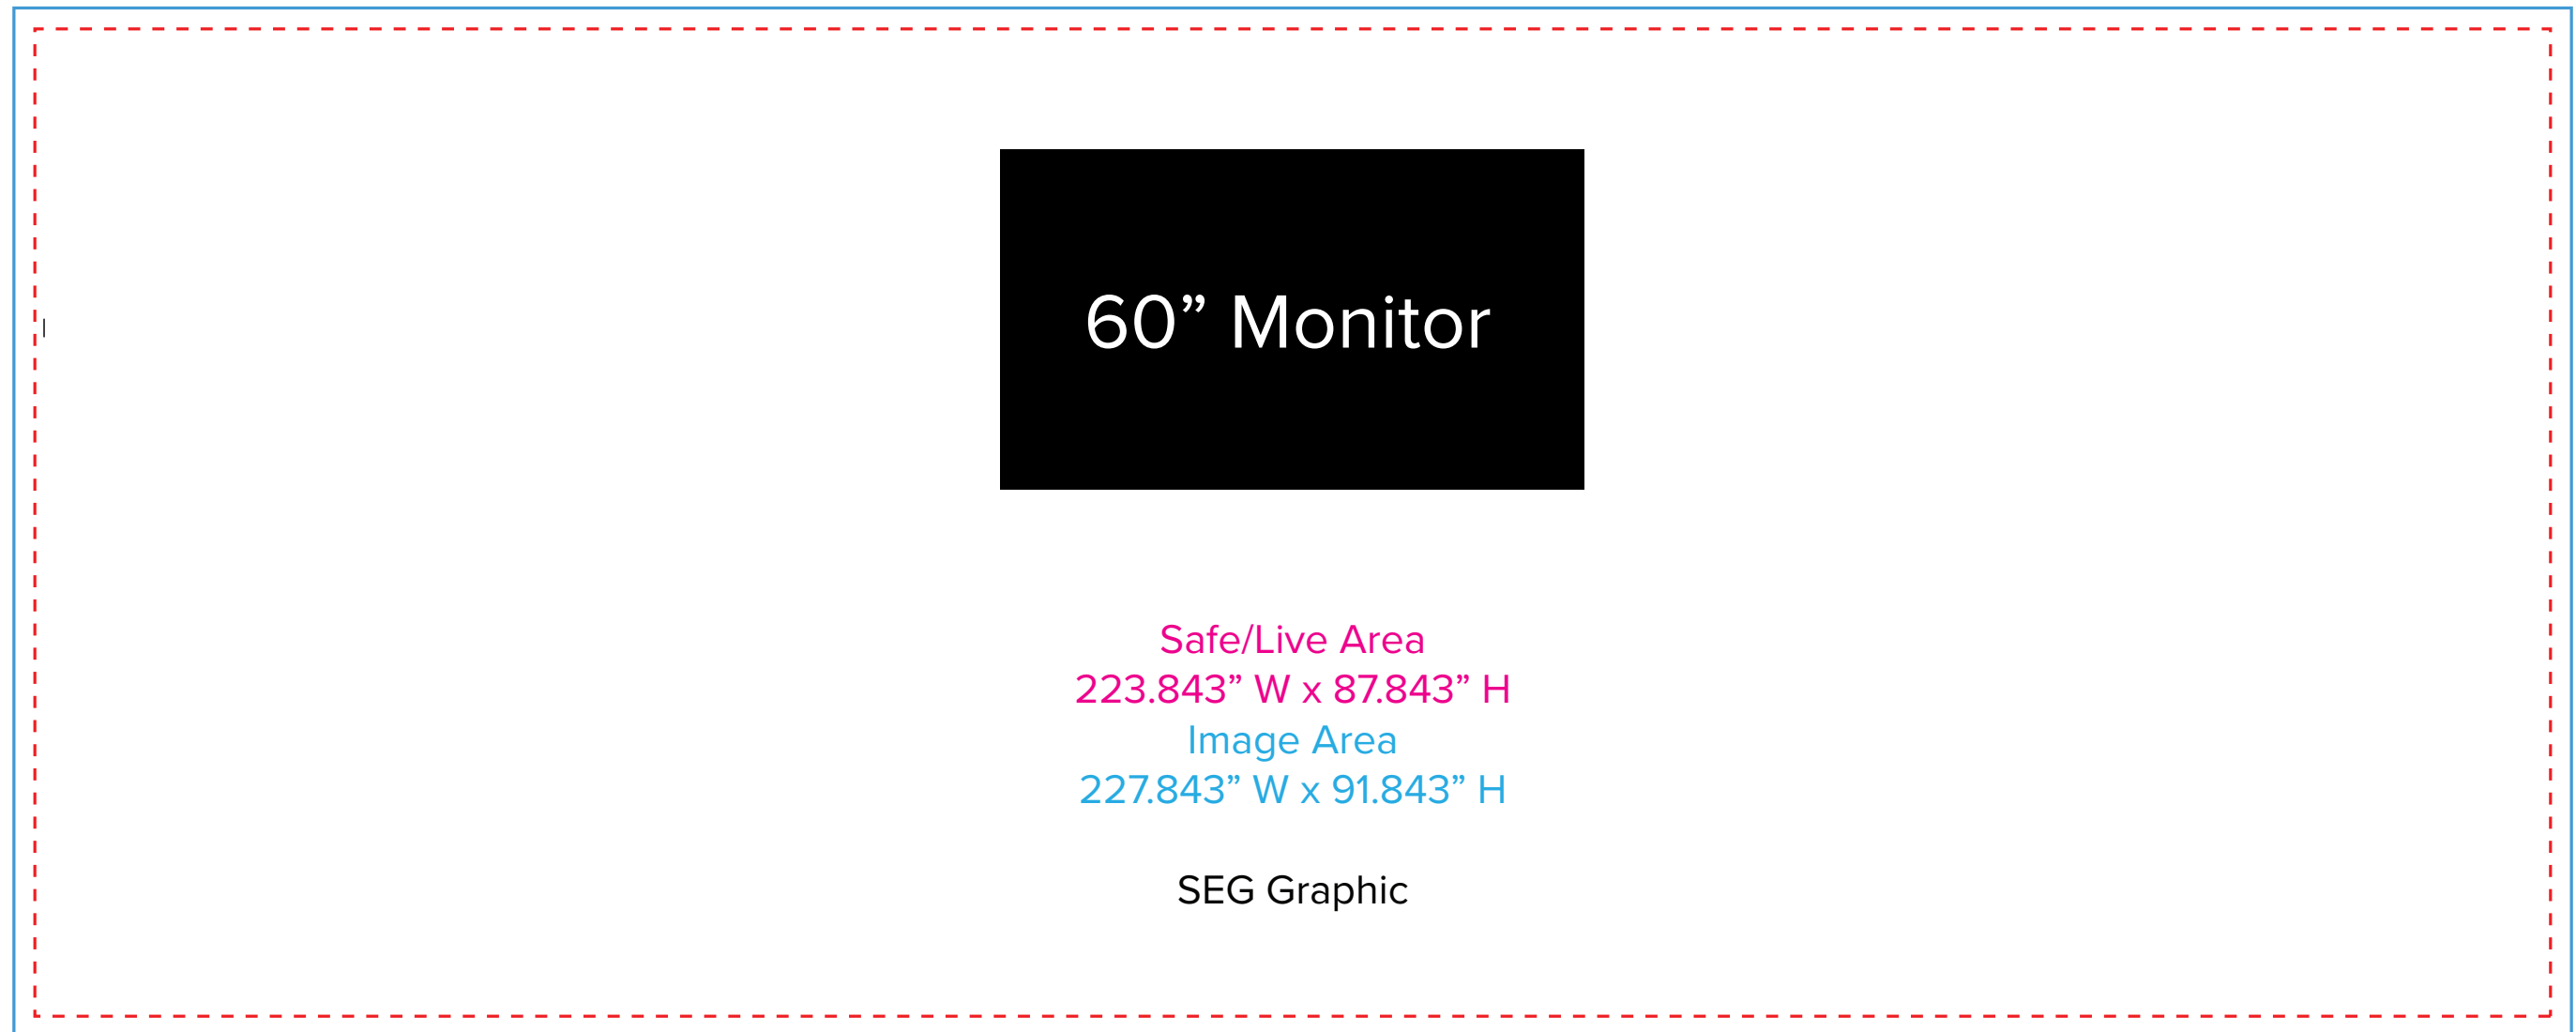 60” Monitor
Safe/Live Area
223.843” W x 87.843” H
Image Area
227.843” W x 91.843” H
SEG Graphic